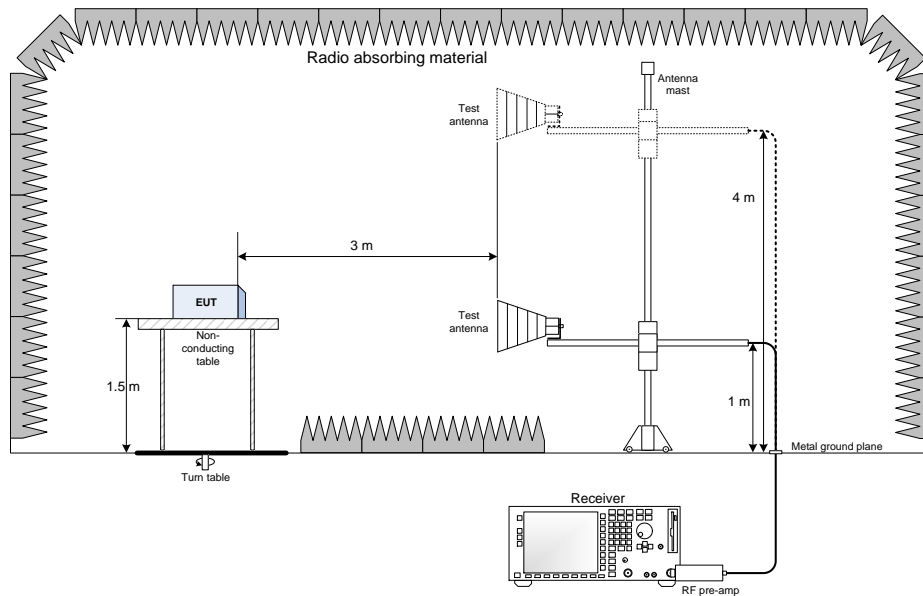 Radio absorbing material
Antenna
mast
Test
antenna
4 m
3 m
EUT
Test
antenna
Non-
conducting
table
1.5 m
1 m
Metal ground plane
Turn table
Receiver
RF pre-amp